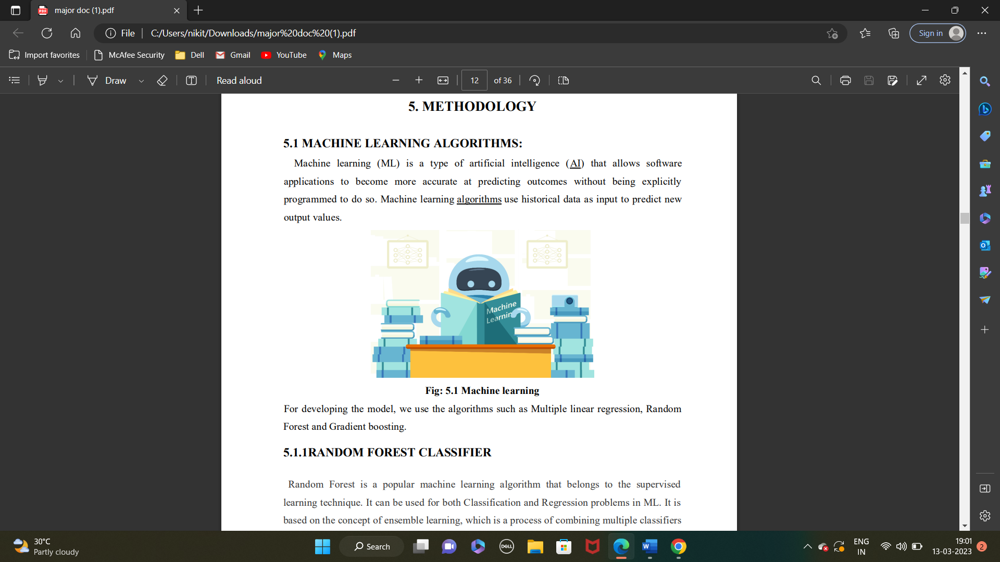 major doc (1).pdf
File
C:/Users/nikit/Downloads/major%20doc%20(1).pdf
Sign in
Import favorites
McAfee Security
Dell
Gmail
YouTube
Maps
Draw
Read aloud
12
of 36
5. METHODOLOGY
5.1 MACHINE LEARNING ALGORITHMS:
Machine learning (ML) is a type of artificial intelligence (AI) that allows software
applications to become more accurate at predicting outcomes without being explicitly
programmed to do so. Machine learning algorithms use historical data as input to predict new
output values.
Machine
Learnin
Fig: 5.1 Machine learning
For developing the model, we use the algorithms such as Multiple linear regression, Random
Forest and Gradient boosting.
5.1.1RANDOM FOREST CLASSIFIER
Random Forest is a popular machine learning algorithm that belongs to the supervised
learning technique. It can be used for both Classification and Regression problems in ML. It is
based on the concept of ensemble learning, which is a process of combining multiple classifiers
30°C
Partly cloudy
Search
DELL
ENG
IN
19:01
13-03-2023
2